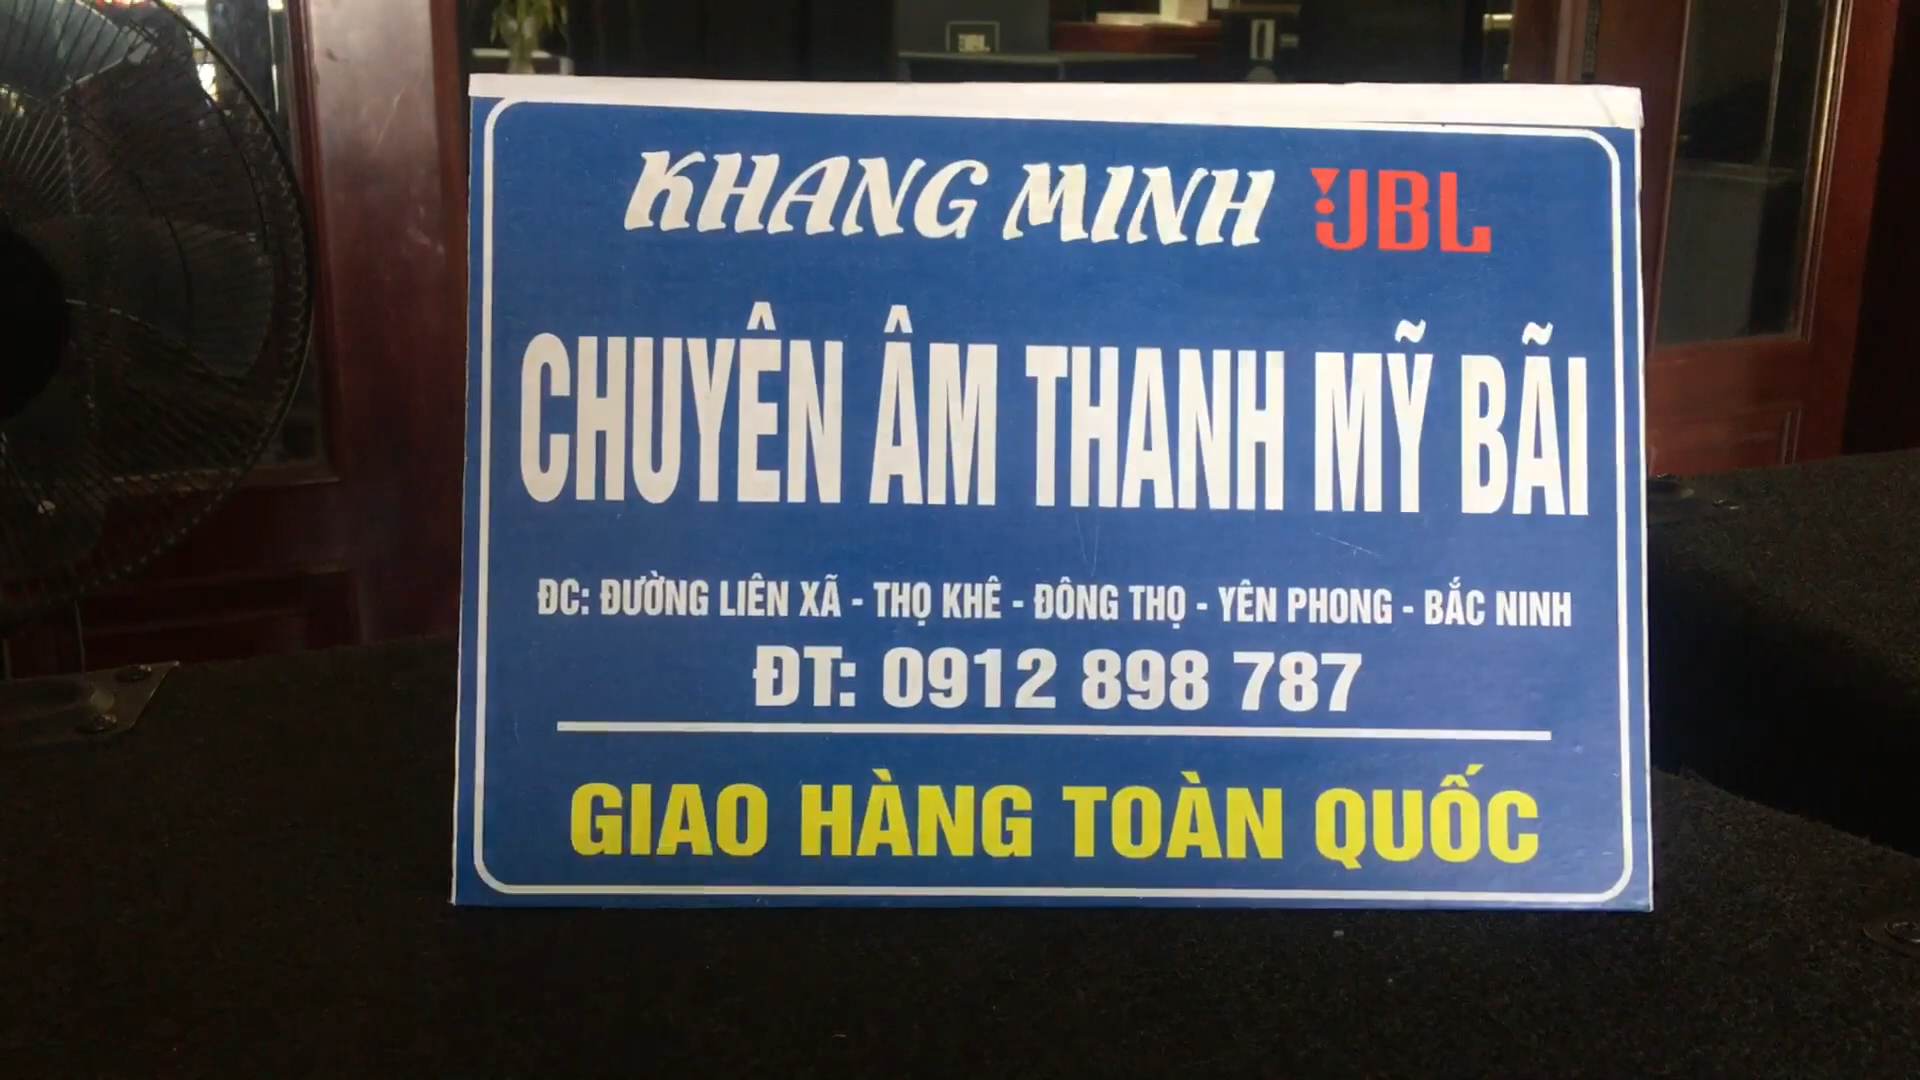 KHANG MINH JBL
CHUYÊN ÂM THANH MỸ BÃI
ĐC: ĐƯỜNG LIÊN XÃ - THỌ KHÊ - ĐÔNG THỌ - YÊN PHONG - BẮC NINH
ĐT: 0912 898 787
GIAO HÀNG TOÀN QUỐC